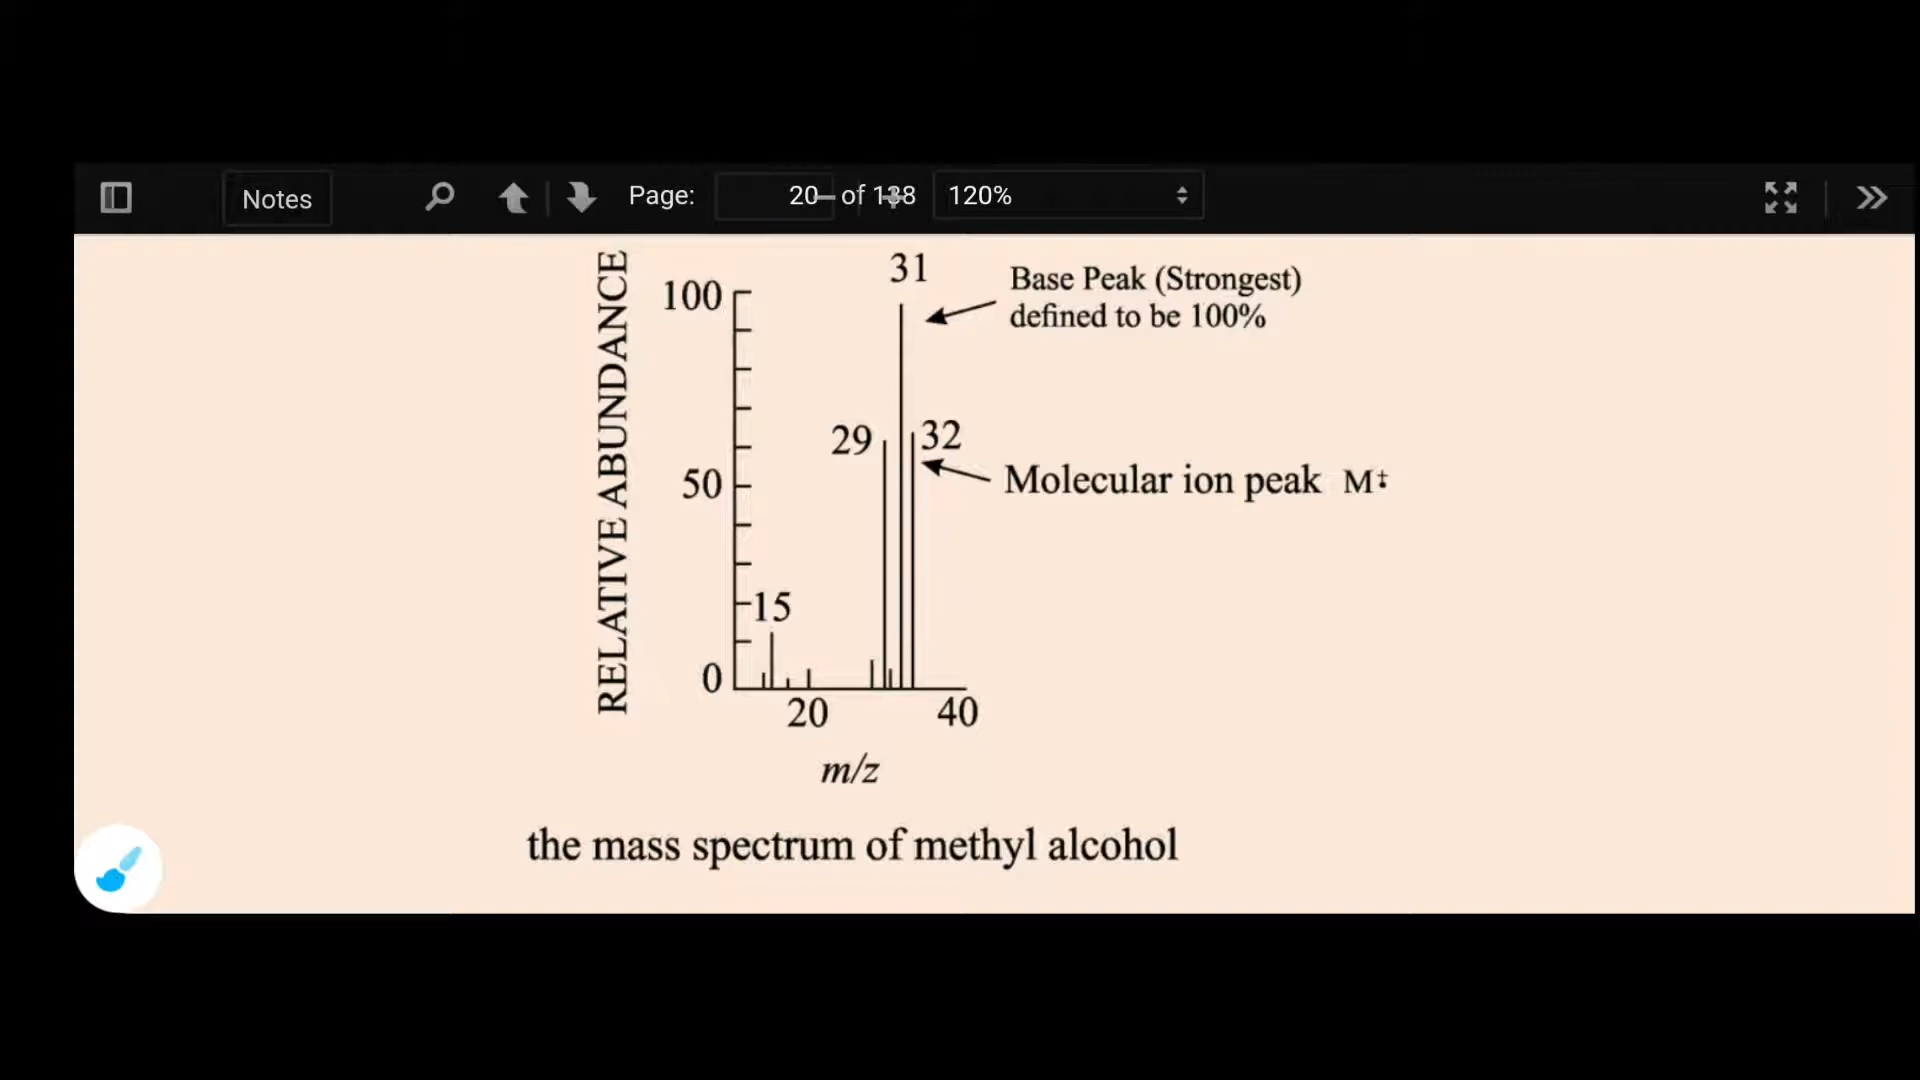 Notes
Page: 20 of 138 120%
RELATIVE ABUNDANCE
100
50
0
31
Base Peak (Strongest)
defined to be 100%
29
32
Molecular ion peak M‡
15
20 40
m/z
the mass spectrum of methyl alcohol